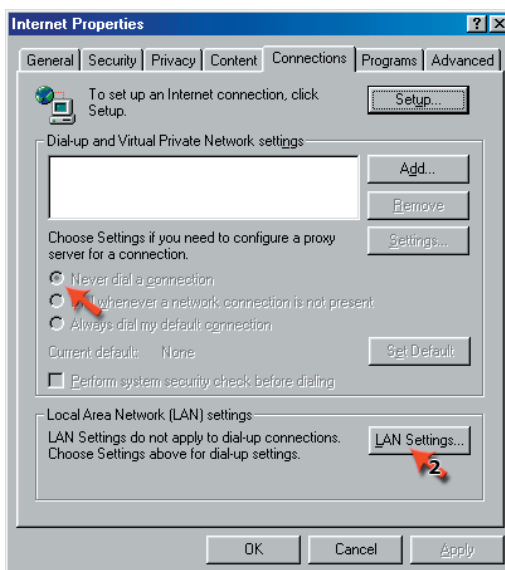 Internet Properties
General Security Privacy Content Connections Programs Advanced
To set up an Internet connection, click
Setup.
Setup...
Dial-up and Virtual Private Network settings
Add...
Remove
Choose Settings if you need to configure a proxy
server for a connection.
Settings...
Never dial a connection
whenever a network connection is not present
Always dial my default connection
Current default: None
Set Default
Perform system security check before dialing
Local Area Network (LAN) settings
LAN Settings do not apply to dial-up connections.
Choose Settings above for dial-up settings.
LAN Settings...
2
OK Cancel Apply